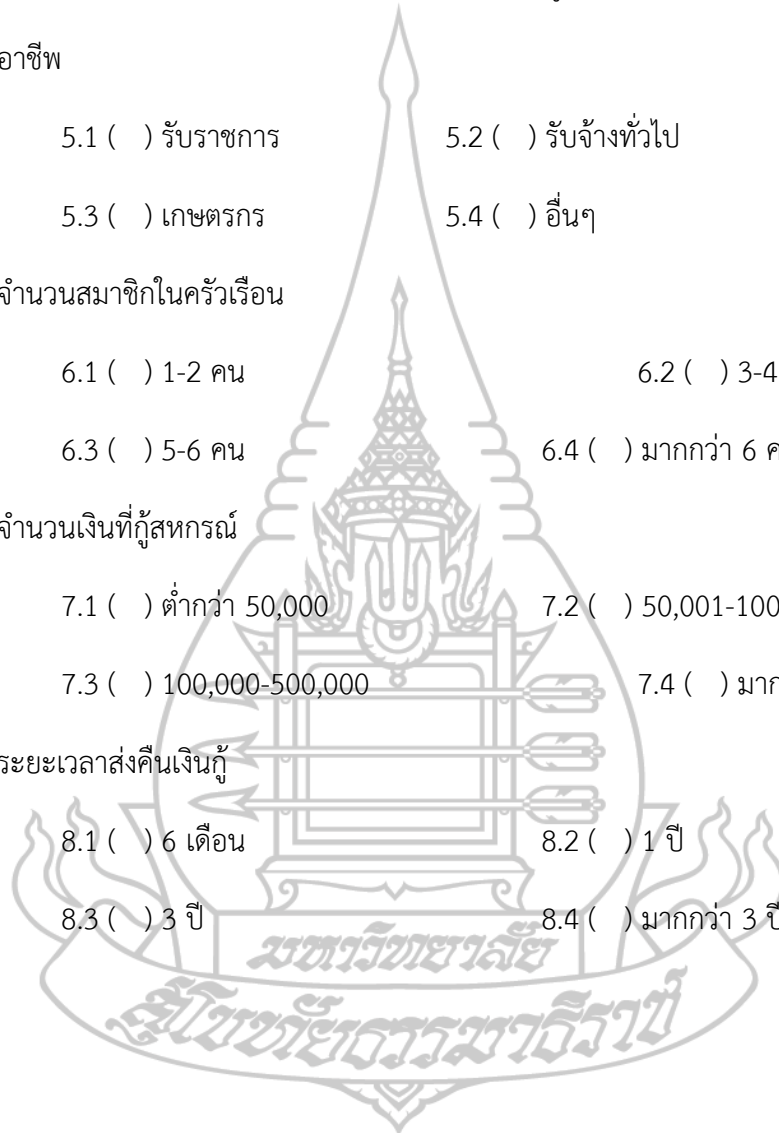 อาชีพ
5.1 ( ) รับราชการ 5.2 ( ) รับจ้างทั่วไป
5.3 ( ) เกษตรกร 5.4 ( ) อื่นๆ
จำนวนสมาชิกในครัวเรือน
6.1 ( ) 1-2 คน 6.2 ( ) 3-4
6.3 ( ) 5-6 คน 6.4 ( ) มากกว่า 6
จำนวนเงินที่กู้สหกรณ์
7.1 ( ) ต่ำกว่า 50,000 7.2 ( ) 50,001-100
7.3 ( ) 100,000-500,000 7.4 ( )
ระยะเวลาส่งคืนเงินกู้
8.1 ( ) 6 เดือน 8.2 ( ) 1 ปี
8.3 ( ) 3 ปี 8.4 ( ) มากกว่า 3 ปี
มหาวิทยาลัย
สุโขทัยธรรมาธิราช